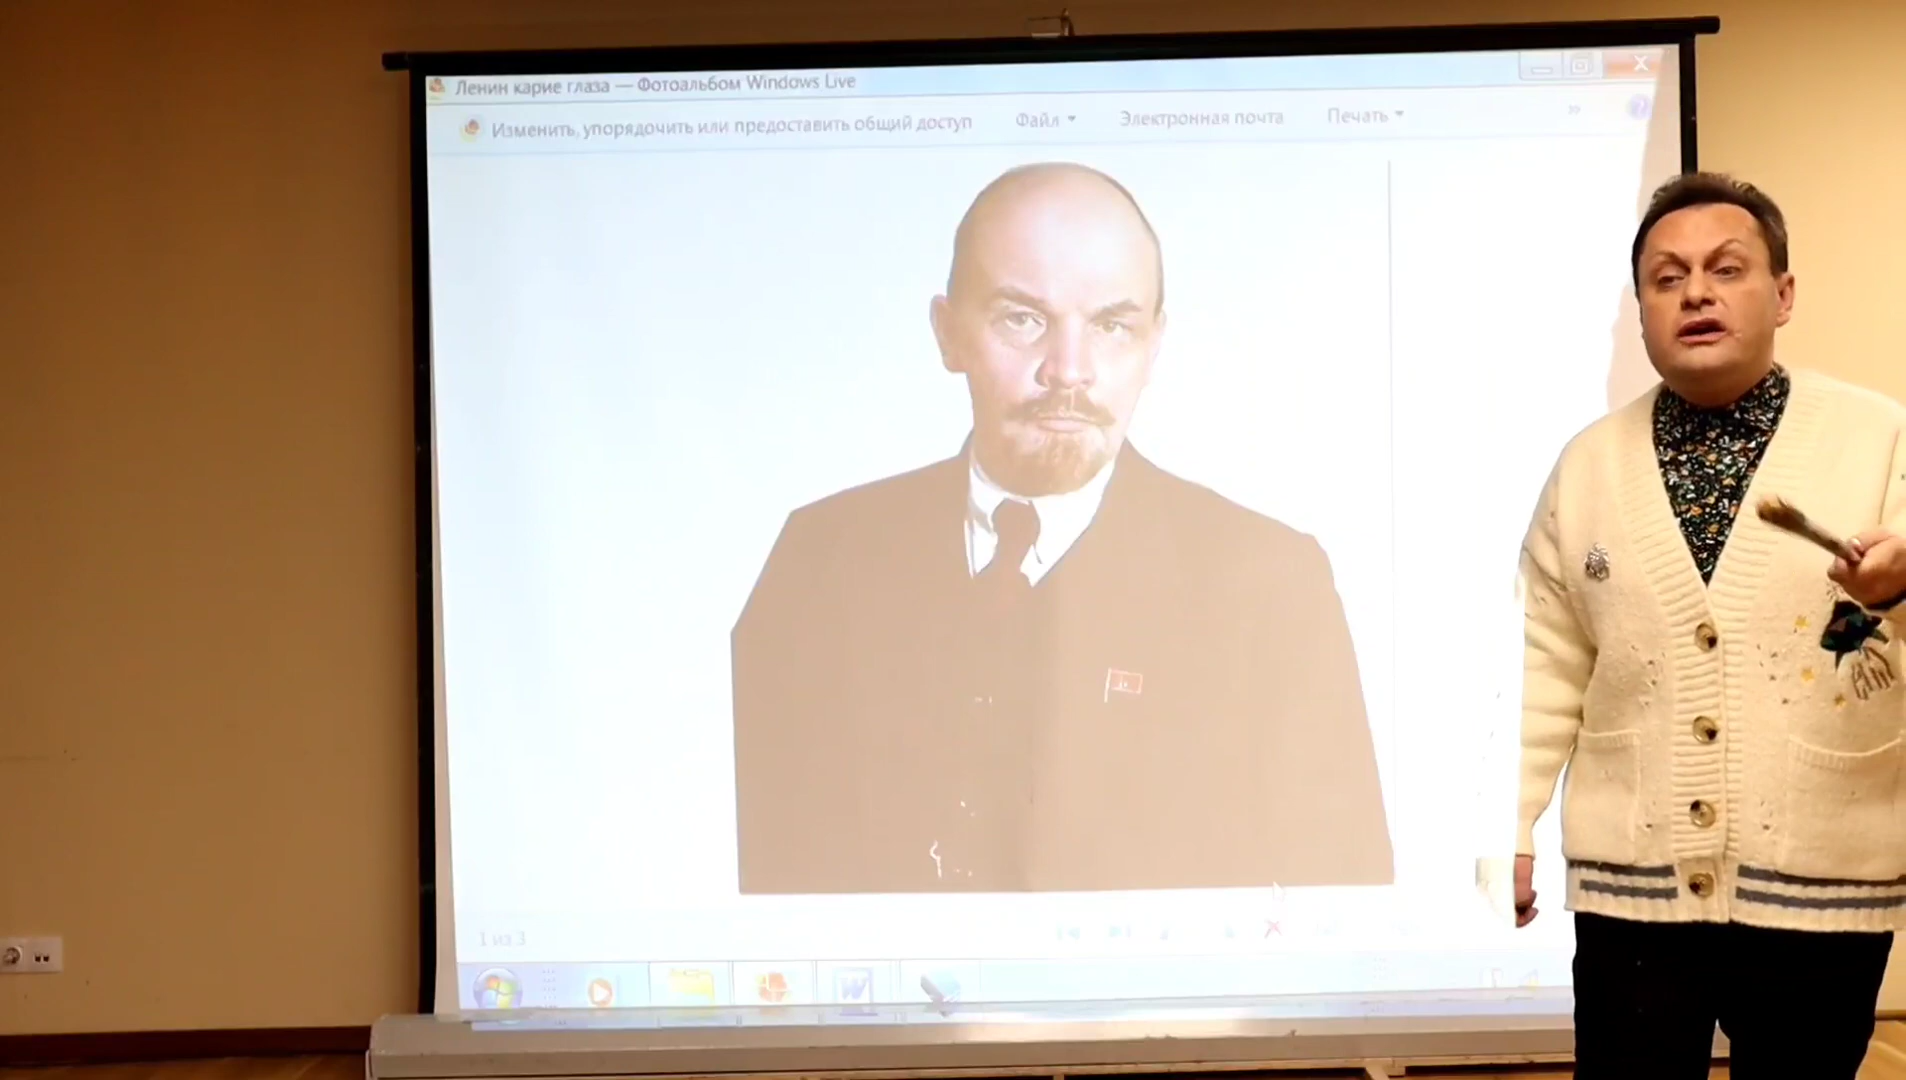 Ленин карие глаза — Фотоальбом Windows Live
Изменить, упорядочить или предоставить общий доступ Файл Электронная почта Печать
1 из 3
W